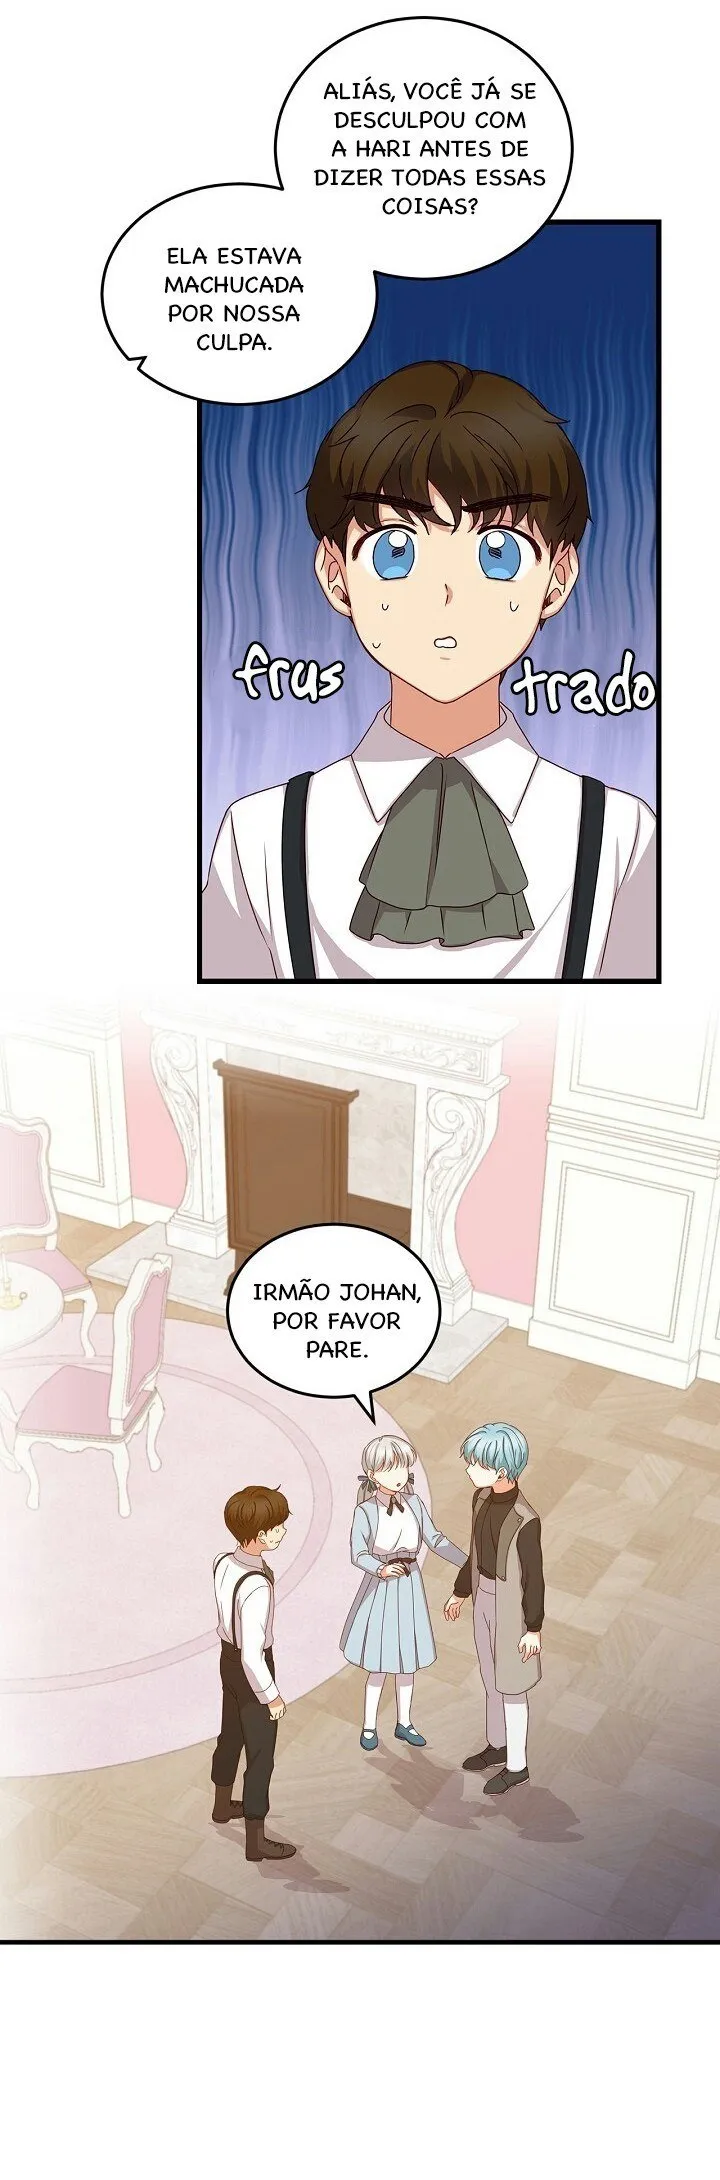 ALIÁS, VOCÊ JÁ SE
DESCULPOU COM
A HARI ANTES DE
DIZER TODAS ESSAS
COISAS?
ELA ESTAVA
MACHUCADA
POR NOSSA
CULPA.
frus trado
IRMÃO JOHAN,
POR FAVOR
PARE.